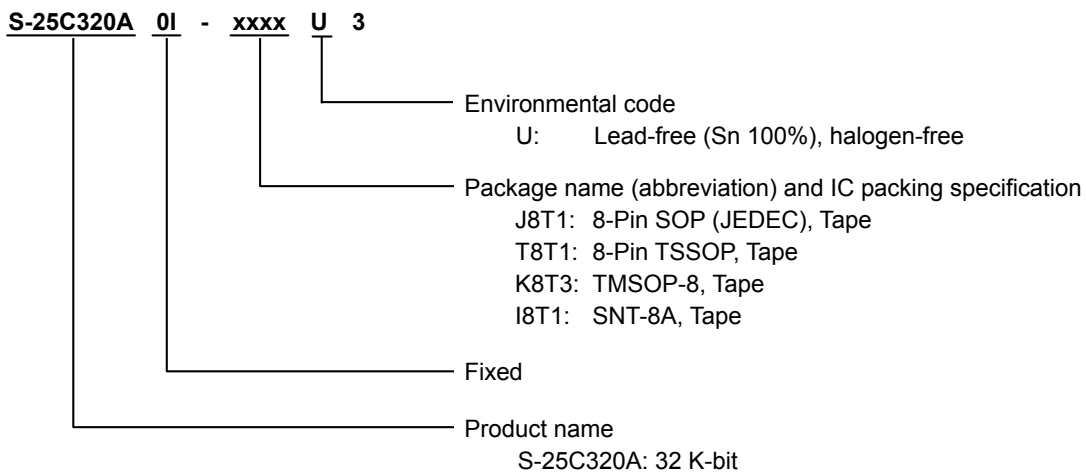 S-25C320A 0I - xxxx U 3
Environmental code
U: Lead-free (Sn 100%), halogen-free
Package name (abbreviation) and IC packing specification
J8T1: 8-Pin SOP (JEDEC), Tape
T8T1: 8-Pin TSSOP, Tape
K8T3: TMSOP-8, Tape
I8T1: SNT-8A, Tape
Fixed
Product name
S-25C320A: 32 K-bit